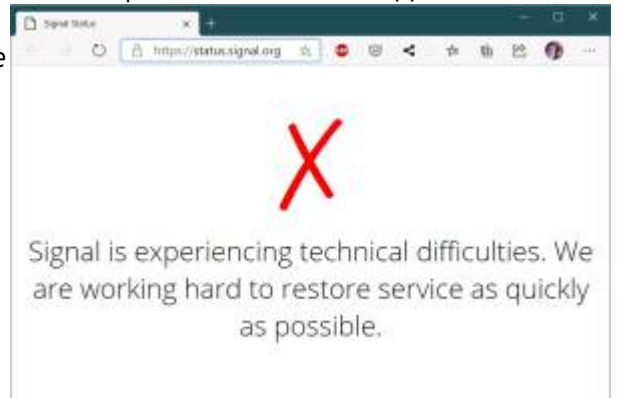 Signal Status
https://status.signal.org
Signal is experiencing technical difficulties. We
are working hard to restore service as quickly
as possible.